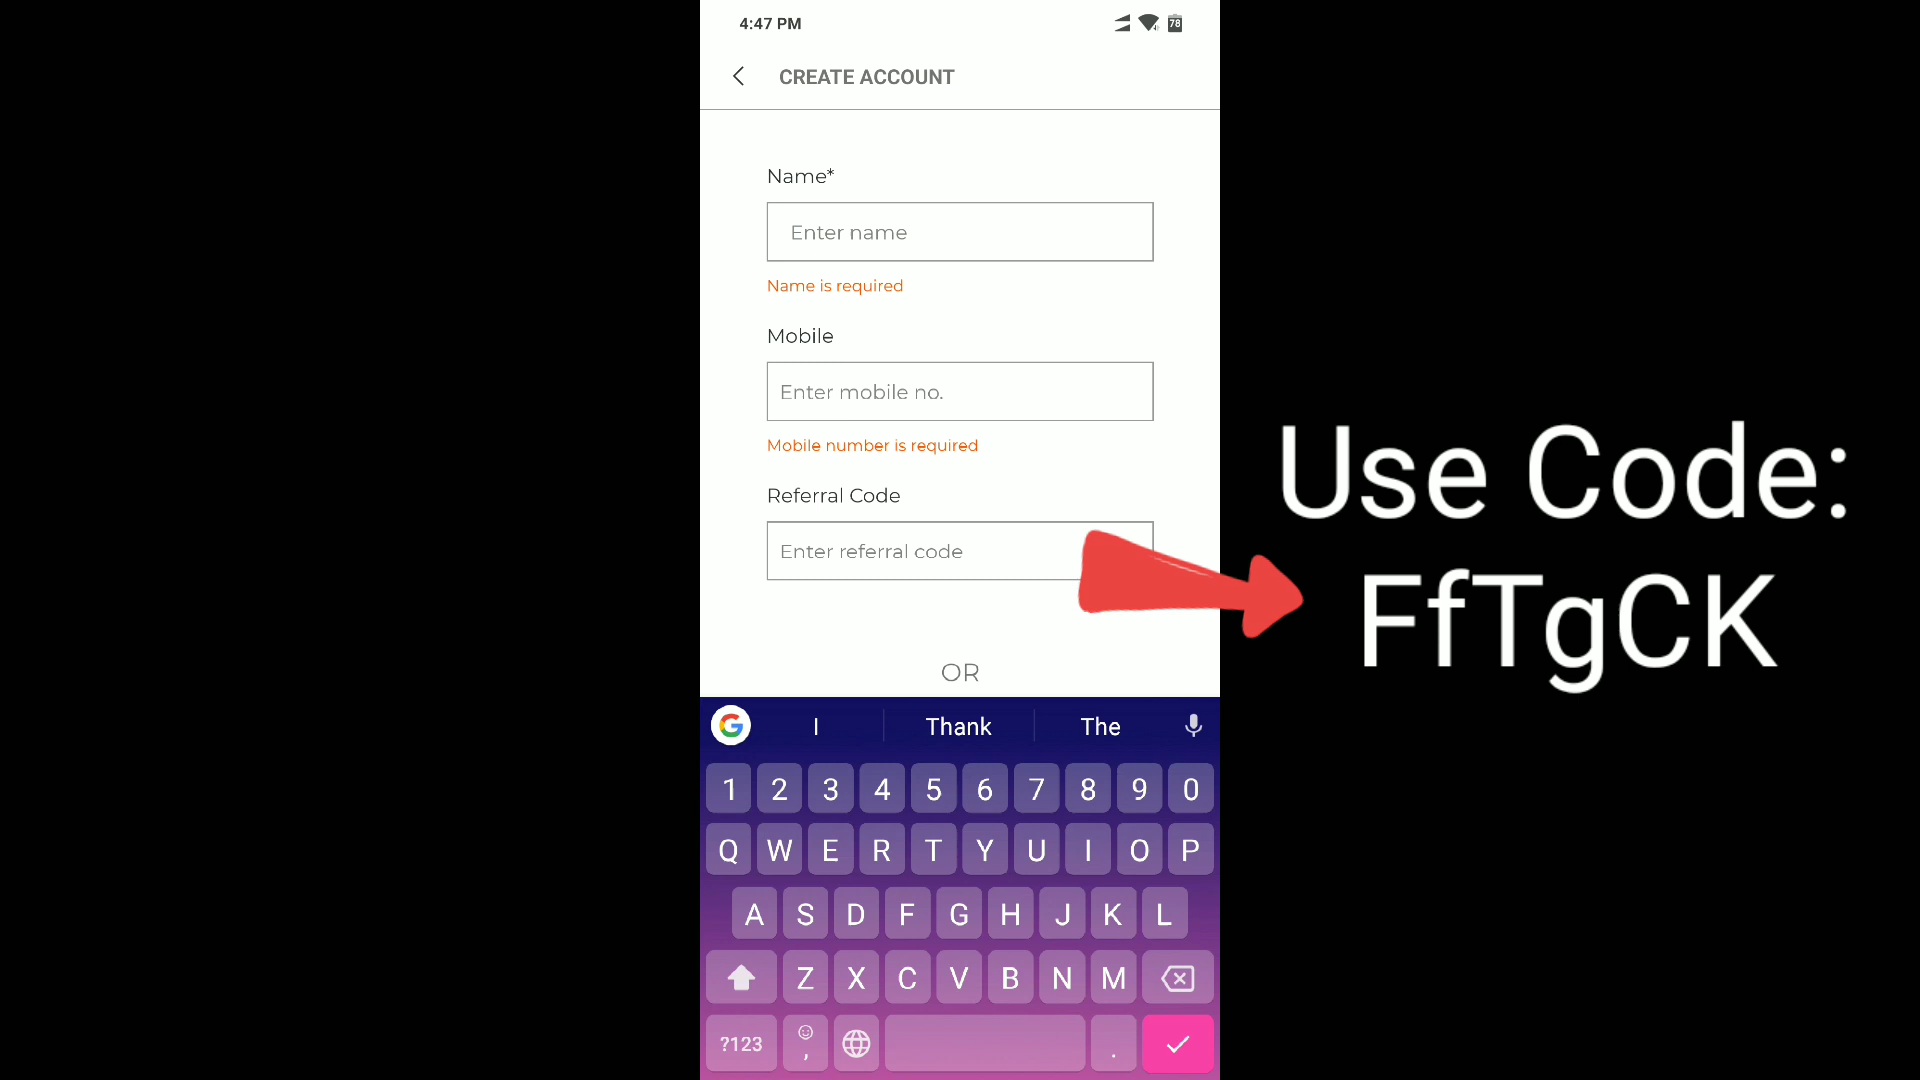 4:47 PM
78
CREATE ACCOUNT
Name*
Enter name
Name is required
Mobile
Enter mobile no.
Mobile number is required
Referral Code
Enter referral code
OR
Use Code:
FfTgCK
G
I Thank The
1 2 3 4 5 6 7 8 9 0
Q W E R T Y U I O P
A S D F G H J K L
Z X C V B N M
?123 , .